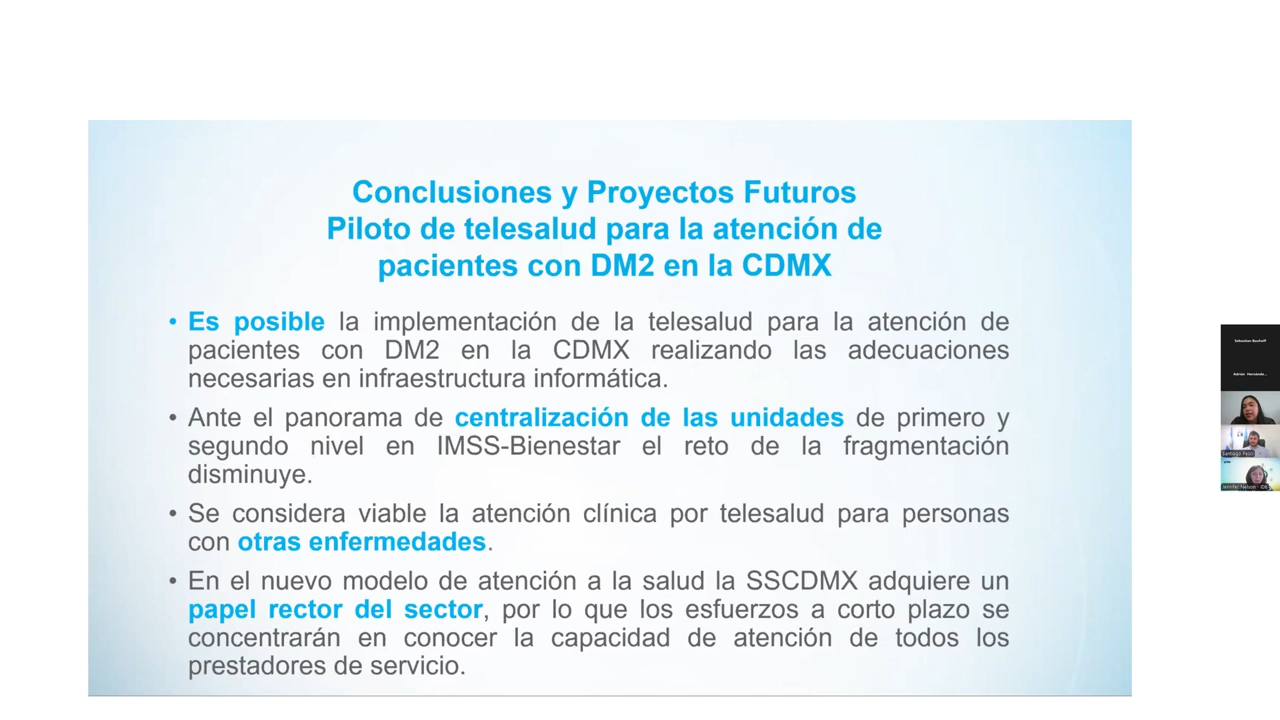 Conclusiones y Proyectos Futuros
Piloto de telesalud para la atención de
pacientes con DM2 en la CDMX
• Es posible la implementación de la telesalud para la atención de
pacientes con DM2 en la CDMX realizando las adecuaciones
necesarias en infraestructura informática.
• Ante el panorama de centralización de las unidades de primero y
segundo nivel en IMSS-Bienestar el reto de la fragmentación
disminuye.
• Se considera viable la atención clínica por telesalud para personas
con otras enfermedades.
• En el nuevo modelo de atención a la salud la SSCDMX adquiere un
papel rector del sector, por lo que los esfuerzos a corto plazo se
concentrarán en conocer la capacidad de atención de todos los
prestadores de servicio.
Adrian Hernánde...
Jennifer Nelson - IDB